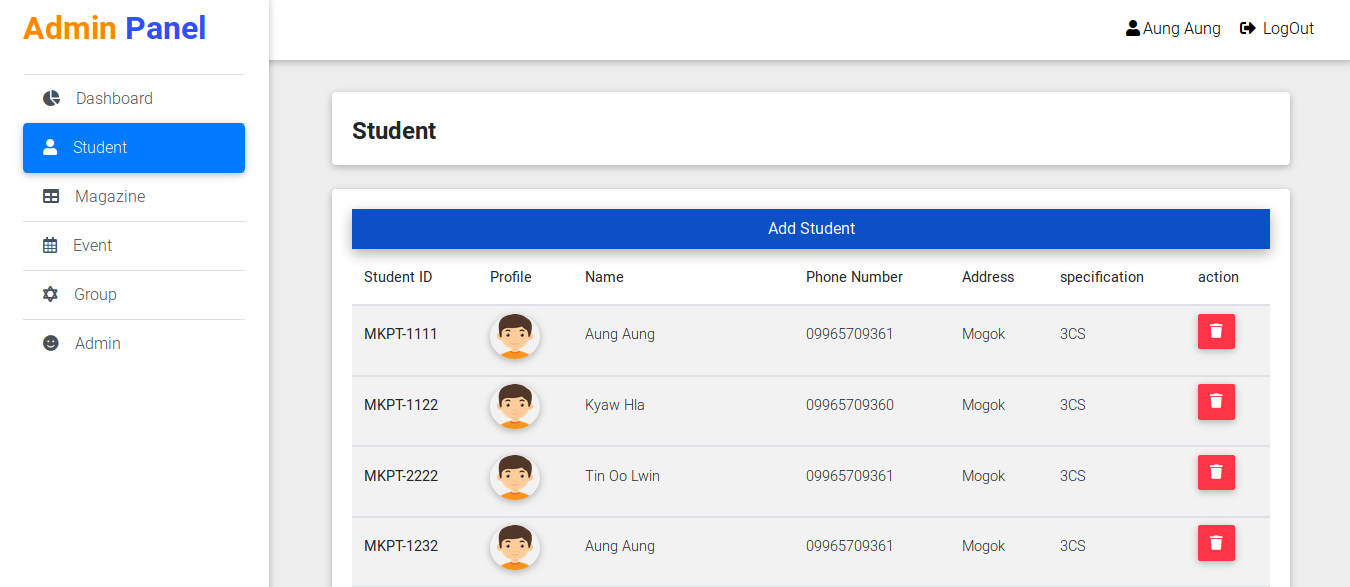 Admin Panel
Aung Aung LogOut
Dashboard
Student
Magazine
Event
Group
Admin
Student
Add Student
Student ID Profile Name Phone Number Address specification action
MKPT-1111 Aung Aung 09965709361 Mogok 3CS
MKPT-1122 Kyaw Hla 09965709360 Mogok 3CS
MKPT-2222 Tin Oo Lwin 09965709361 Mogok 3CS
MKPT-1232 Aung Aung 09965709361 Mogok 3CS